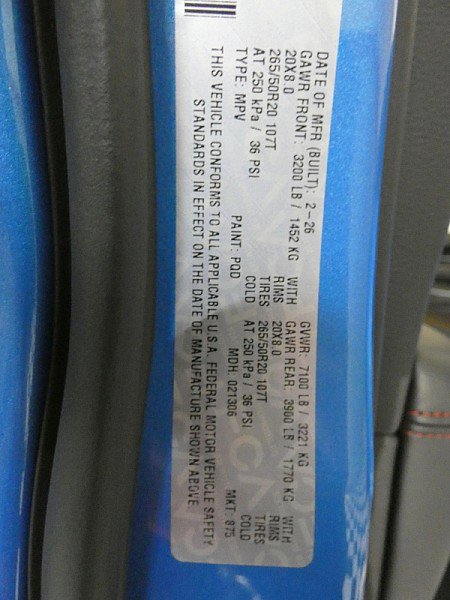 DATE OF MFR (BUILT): 2-26 GVWR: 7100 LB / 3221 KG
GAWR FRONT: 3200 LB / 1452 KG WITH GAWR REAR: 3900 LB / 1770 KG WITH
20X8.0 RIMS 20X8.0 RIMS
265/50R20 107T TIRES 265/50R20 107T TIRES
AT 250 kPa / 36 PSI COLD AT 250 kPa / 36 PSI COLD
TYPE: MPV PAINT: PQD MDH: 021306 MKT: 875
THIS VEHICLE CONFORMS TO ALL APPLICABLE U.S.A. FEDERAL MOTOR VEHICLE SAFETY
STANDARDS IN EFFECT ON THE DATE OF MANUFACTURE SHOWN ABOVE